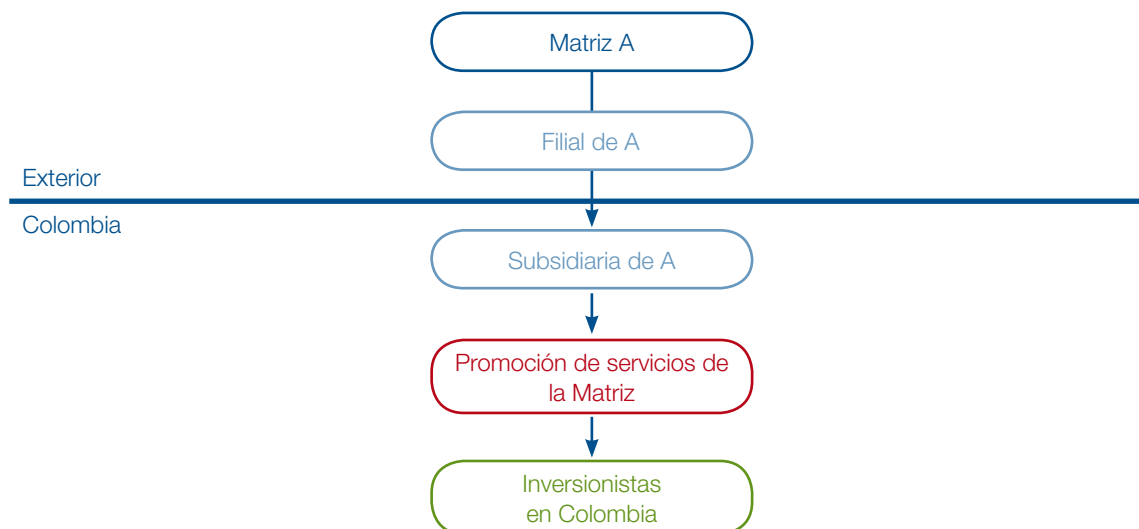 Matriz A
Filial de A
Exterior
Colombia
Subsidiaria de A
Promoción de servicios de
la Matriz
Inversionistas
en Colombia